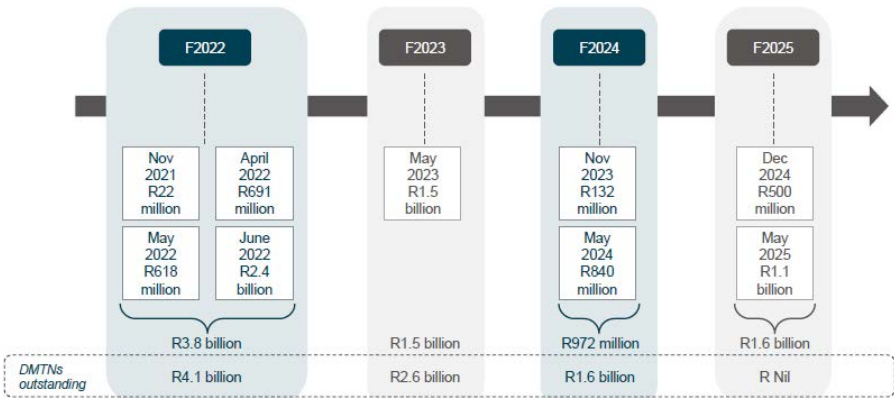 F2022
F2023
F2024
F2025
Nov
2021
R22
million
April
2022
R691
million
May
2023
R1.5
billion
Nov
2023
R132
million
Dec
2024
R500
million
May
2022
R618
million
June
2022
R2.4
billion
May
2024
R840
million
May
2025
R1.1
billion
R3.8 billion
R1.5 billion
R972 million
R1.6 billion
DMTNs
outstanding
R4.1 billion
R2.6 billion
R1.6 billion
R Nil